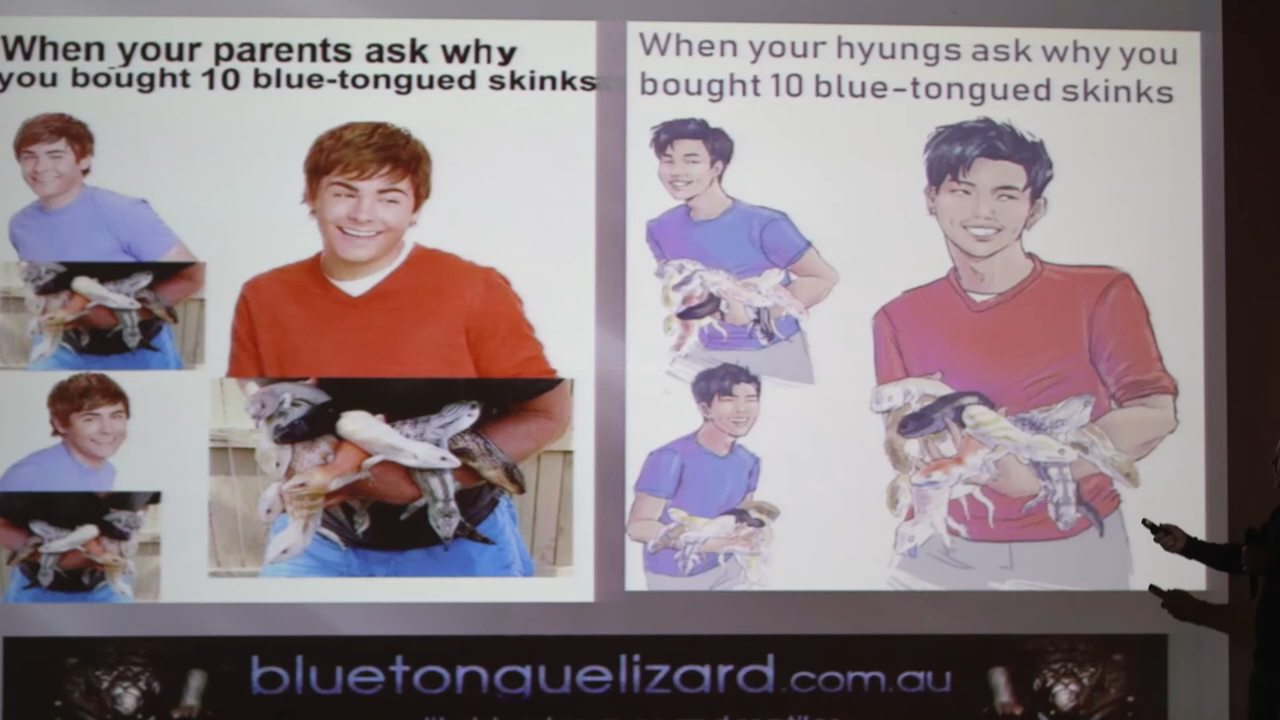 When your parents ask why
you bought 10 blue-tongued skinks
When your hyungs ask why you
bought 10 blue-tongued skinks
bluetonguelizard.com.au